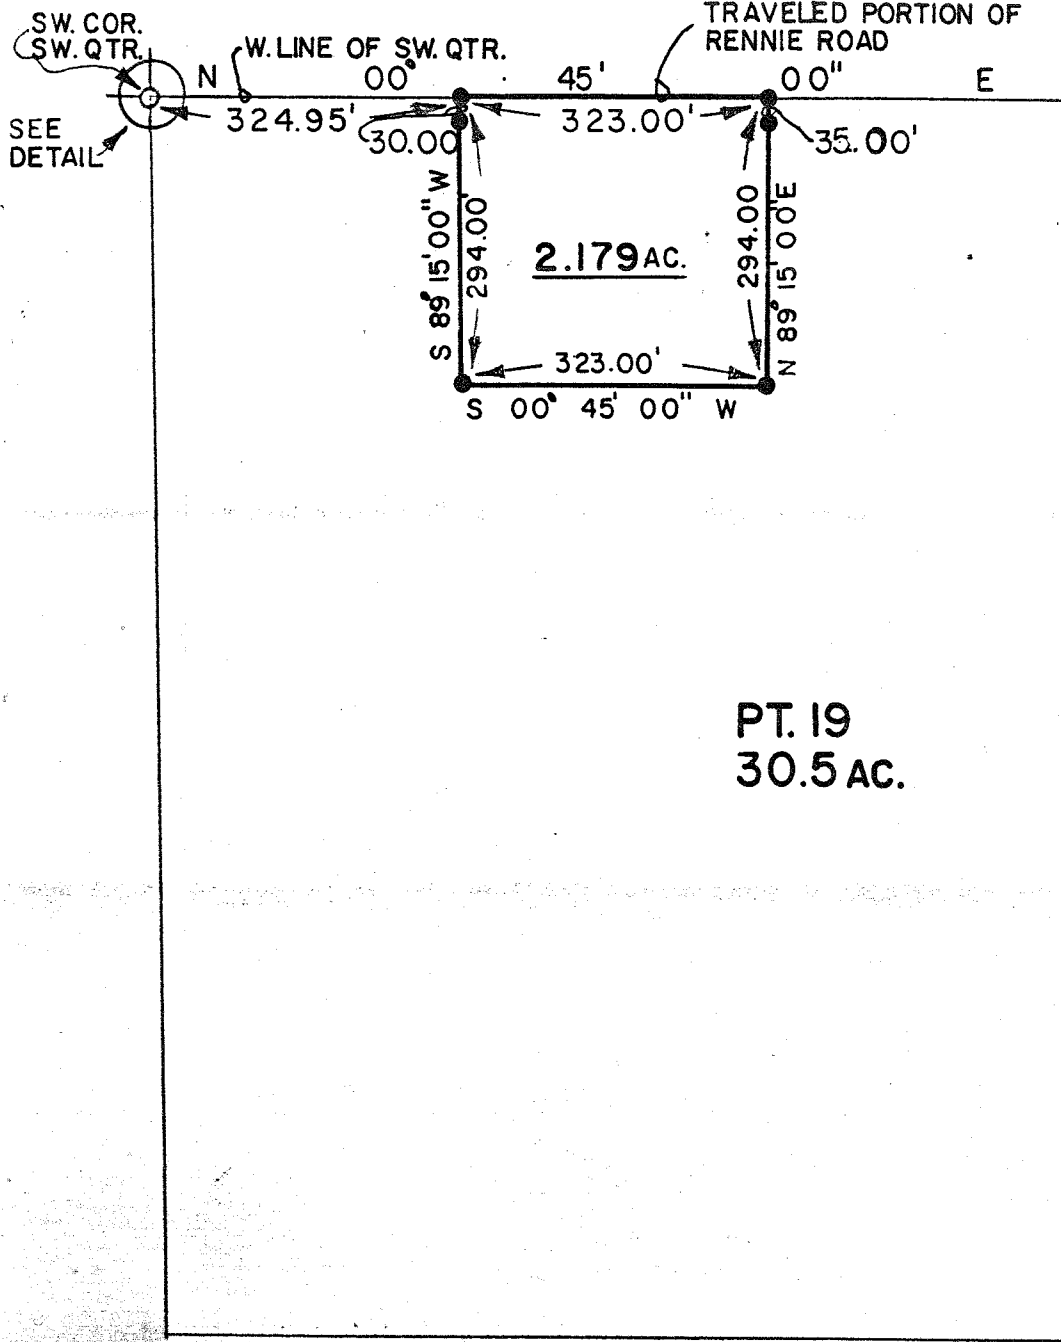 SW. COR.
SW. QTR.
TRAVELED PORTION OF
RENNIE ROAD
W. LINE OF SW. QTR.
N 00° 45' 00" E
SEE
DETAIL
324.95'
323.00'
30.00
35.00'
S 89° 15' 00" W
294.00'
2.179 AC.
294.00
N 89° 15' 00" E
323.00'
S 00° 45' 00" W
PT. 19
30.5 AC.